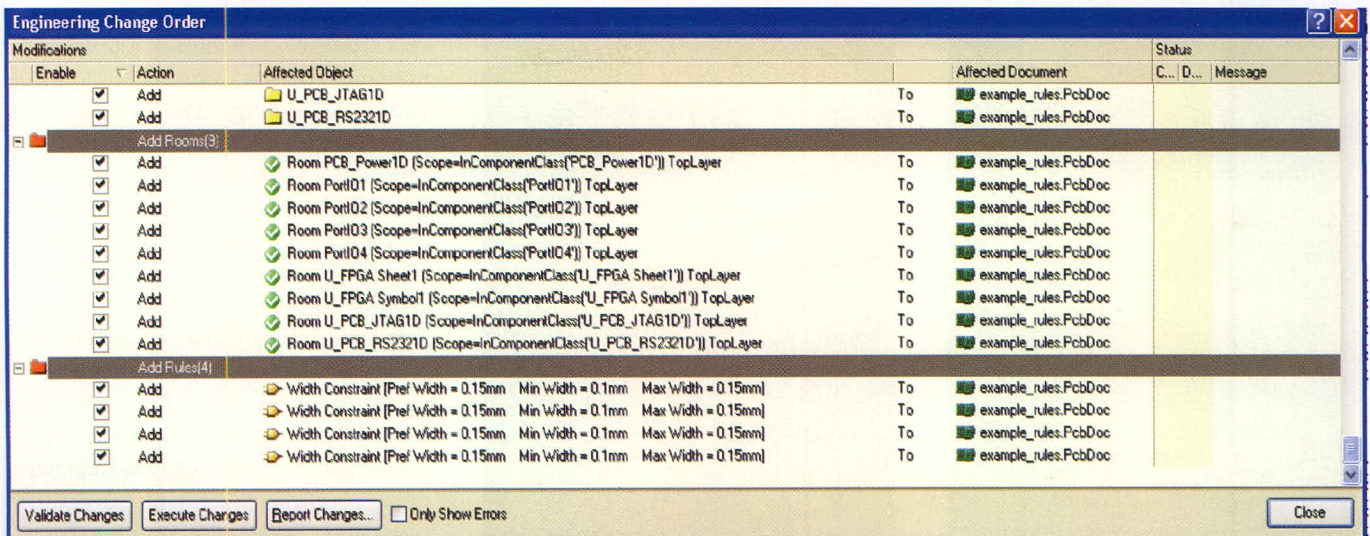 Engineering Change Order
Modifications Status
Enable Action Affected Object Affected Document C... D... Message
Add U_PCB_JTAG1D To example_rules.PcbDoc
Add U_PCB_RS2321D To example_rules.PcbDoc
Add Rooms(9)
Add Room PCB_Power1D (Scope=InComponentClass('PCB_Power1D')) TopLayer To example_rules.PcbDoc
Add Room PortIO1 (Scope=InComponentClass('PortIO1')) TopLayer To example_rules.PcbDoc
Add Room PortIO2 (Scope=InComponentClass('PortIO2')) TopLayer To example_rules.PcbDoc
Add Room PortIO3 (Scope=InComponentClass('PortIO3')) TopLayer To example_rules.PcbDoc
Add Room PortIO4 (Scope=InComponentClass('PortIO4')) TopLayer To example_rules.PcbDoc
Add Room U_FPGA Sheet1 (Scope=InComponentClass('U_FPGA Sheet1')) TopLayer To example_rules.PcbDoc
Add Room U_FPGA Symbol1 (Scope=InComponentClass('U_FPGA Symbol1')) TopLayer To example_rules.PcbDoc
Add Room U_PCB_JTAG1D (Scope=InComponentClass('U_PCB_JTAG1D')) TopLayer To example_rules.PcbDoc
Add Room U_PCB_RS2321D (Scope=InComponentClass('U_PCB_RS2321D')) TopLayer To example_rules.PcbDoc
Add Rules(4)
Add Width Constraint [Pref Width = 0.15mm Min Width = 0.1mm Max Width = 0.15mm] To example_rules.PcbDoc
Add Width Constraint [Pref Width = 0.15mm Min Width = 0.1mm Max Width = 0.15mm] To example_rules.PcbDoc
Add Width Constraint [Pref Width = 0.15mm Min Width = 0.1mm Max Width = 0.15mm] To example_rules.PcbDoc
Add Width Constraint [Pref Width = 0.15mm Min Width = 0.1mm Max Width = 0.15mm] To example_rules.PcbDoc
Validate Changes Execute Changes Report Changes... Only Show Errors Close